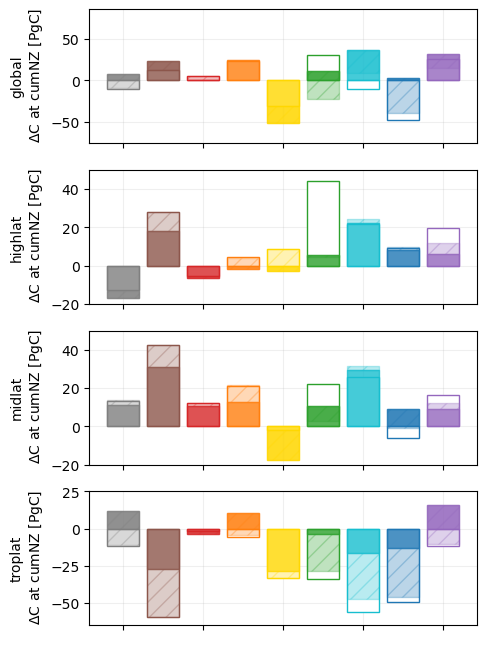 global
ΔC at cumNZ [PgC]
50
0
−50
highlat
ΔC at cumNZ [PgC]
40
20
0
−20
midlat
ΔC at cumNZ [PgC]
40
20
0
−20
troplat
ΔC at cumNZ [PgC]
25
0
−25
−50